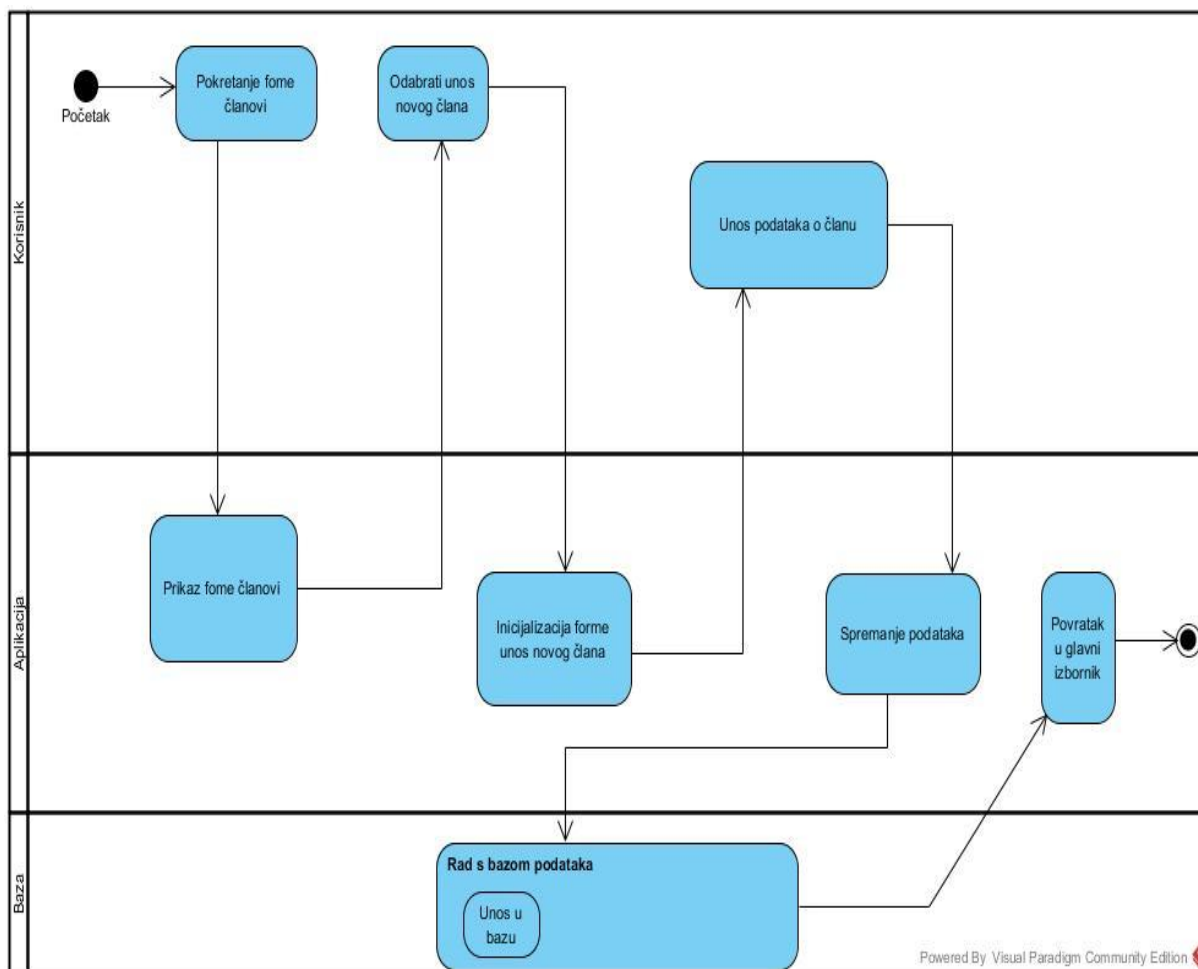 Korisnik
Početak
Pokretanje fome
članovi
Odabrati unos
novog člana
Unos podataka o članu
Aplikacija
Prikaz fome članovi
Inicijalizacija forme
unos novog člana
Spremanje podataka
Povratak
u glavni
izbornik
Baza
Rad s bazom podataka
Unos u
bazu
Powered By Visual Paradigm Community Edition